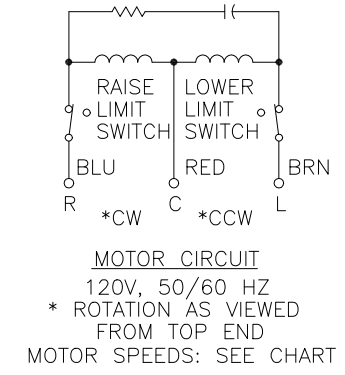 RAISE LOWER
LIMIT LIMIT
SWITCH SWITCH
BLU RED BRN
R C L
*CW *CCW
MOTOR CIRCUIT
120V, 50/60 HZ
* ROTATION AS VIEWED
FROM TOP END
MOTOR SPEEDS: SEE CHART